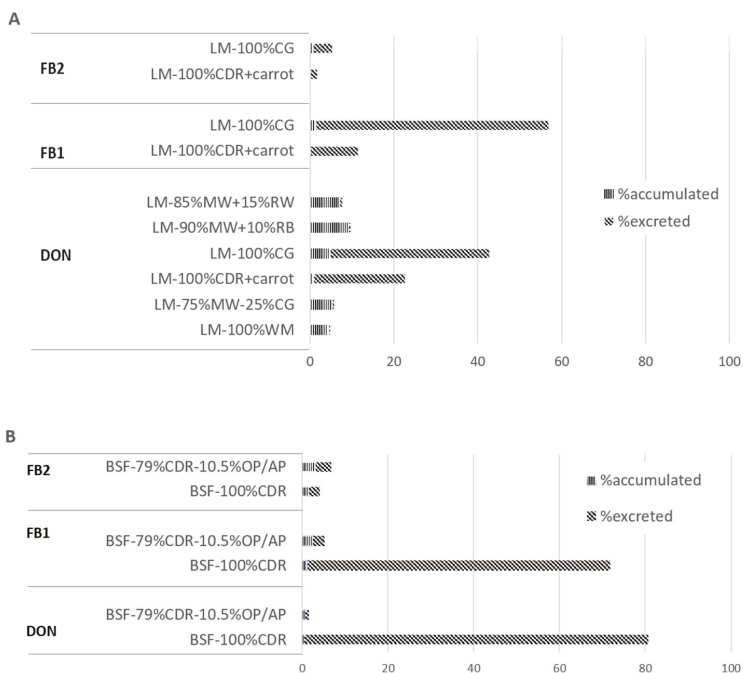 A
LM-100%CG
FB2
LM-100%CDR+carrot
LM-100%CG
FB1
LM-100%CDR+carrot
%accumulated
%excreted
LM-85%MW+15%RW
LM-90%MW+10%RB
DON
LM-100%CG
LM-100%CDR+carrot
LM-75%MW-25%CG
LM-100%WM
0 20 40 60 80 100
B
FB2
BSF-79%CDR-10.5%OP/AP
BSF-100%CDR
%accumulated
%excreted
FB1
BSF-79%CDR-10.5%OP/AP
BSF-100%CDR
BSF-79%CDR-10.5%OP/AP
DON
BSF-100%CDR
0 20 40 60 80 100